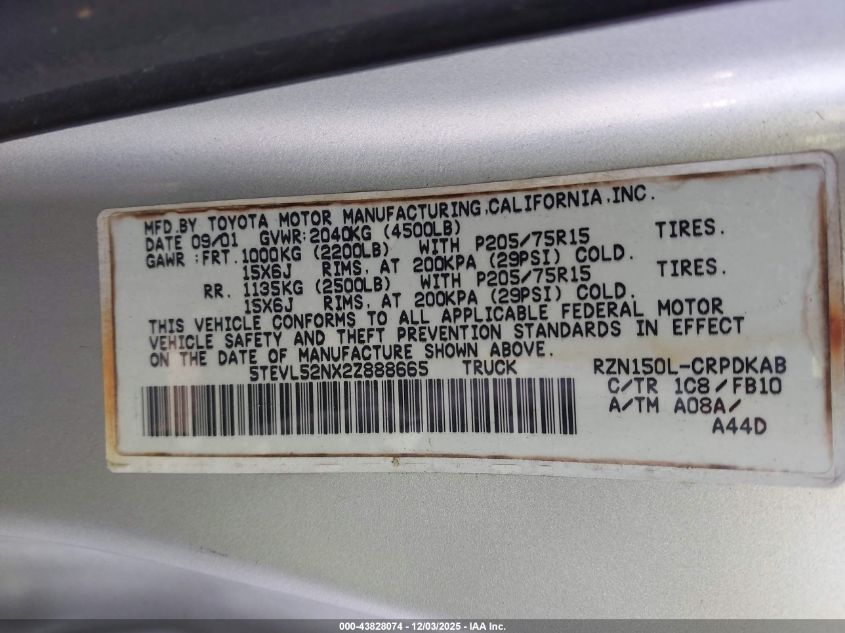 MFD.BY TOYOTA MOTOR MANUFACTURING,CALIFORNIA.INC.
DATE 09/01 GVWR:2040KG (4500LB)
GAWR :FRT.1000KG (2200LB) WITH P205/75R15 TIRES.
15X6J RIMS, AT 200KPA (29PSI) COLD.
RR. 1135KG (2500LB) WITH P205/75R15 TIRES.
15X6J RIMS, AT 200KPA (29PSI) COLD.
THIS VEHICLE CONFORMS TO ALL APPLICABLE FEDERAL MOTOR
VEHICLE SAFETY AND THEFT PREVENTION STANDARDS IN EFFECT
ON THE DATE OF MANUFACTURE SHOWN ABOVE.
5TEVL52NX2Z888665 TRUCK RZN150L-CRPDKAB
C/TR 1C8/FB10
A/TM A08A/
A44D
000-43828074 - 12/03/2025 - IAA Inc.